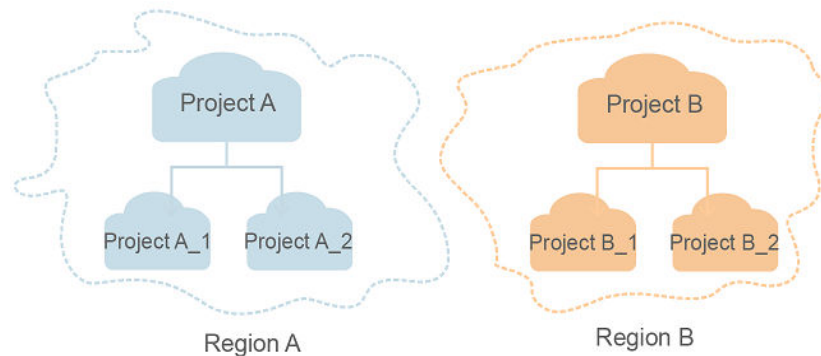 Project A
Project B
Project A_1
Project A_2
Project B_1
Project B_2
Region A
Region B